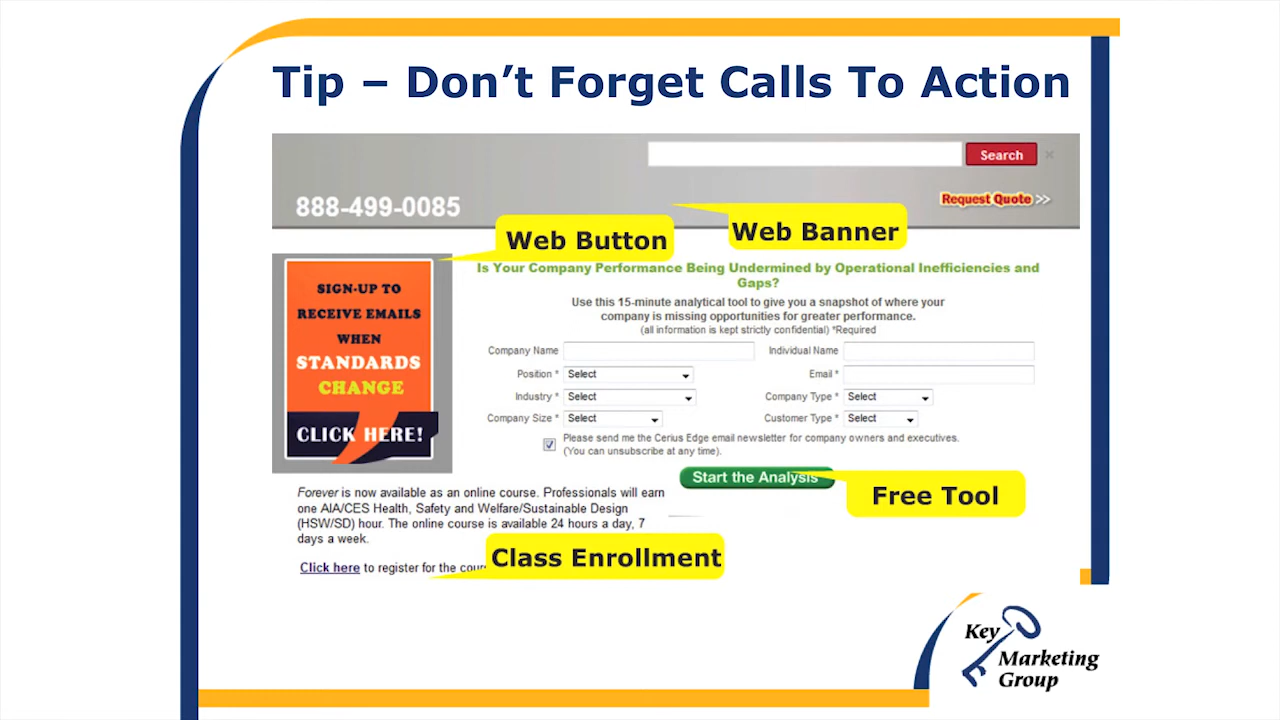 Tip – Don’t Forget Calls To Action
Search
888-499-0085
Request Quote >>
Web Button
Web Banner
SIGN-UP TO
RECEIVE EMAILS
WHEN
STANDARDS
CHANGE
CLICK HERE!
Is Your Company Performance Being Undermined by Operational Inefficiencies and
Gaps?
Use this 15-minute analytical tool to give you a snapshot of where your
company is missing opportunities for greater performance.
(all information is kept strictly confidential) *Required
Company Name
Individual Name
Position * Select
Email *
Industry * Select
Company Type * Select
Company Size * Select
Customer Type * Select
Please send me the Cerius Edge email newsletter for company owners and executives.
(You can unsubscribe at any time).
Start the Analysis
Free Tool
Forever is now available as an online course. Professionals will earn
one AIA/CES Health, Safety and Welfare/Sustainable Design
(HSW/SD) hour. The online course is available 24 hours a day, 7
days a week.
Class Enrollment
Click here to register for the
Key
Marketing
Group